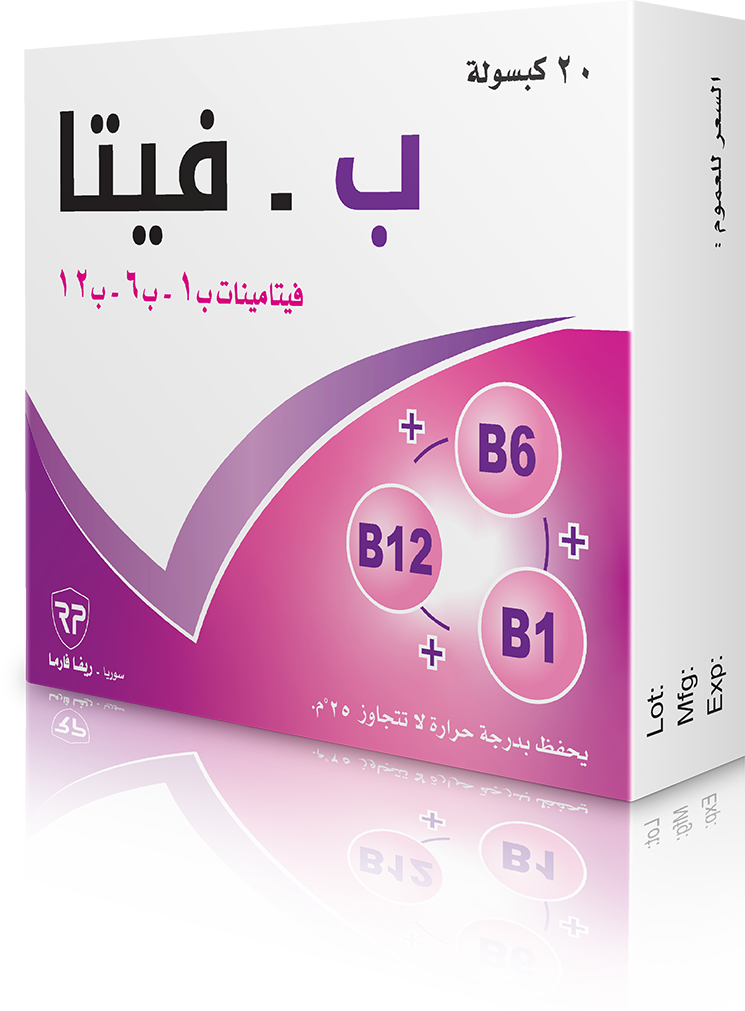 ٢٠ كبسولة
ب - فيتا
فيتامينات ب١ - ب٦ - ب١٢
B6
+
B12
+
B1
+
RP
ريفا فارما - سوريا
يحفظ بدرجة حرارة لا تتجاوز ٢٥°م.
السعر للعموم :
Lot:
Mfg:
Exp: